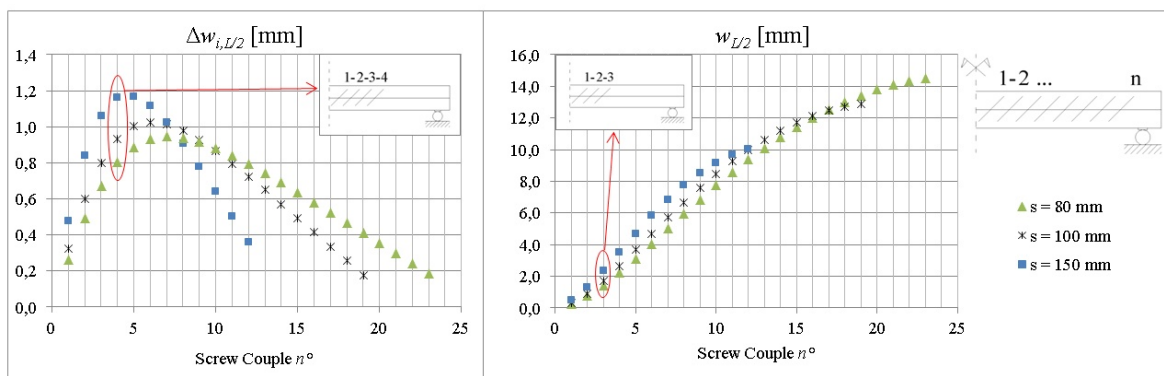 Δw_{i,L/2} [mm]
1,4
1,2
1,0
0,8
0,6
0,4
0,2
0,0
0 5 10 15 20 25
Screw Couple n°
1-2-3-4
w_{L/2} [mm]
16,0
14,0
12,0
10,0
8,0
6,0
4,0
2,0
0,0
0 5 10 15 20 25
Screw Couple n°
1-2-3
1-2 ... n
s = 80 mm
s = 100 mm
s = 150 mm